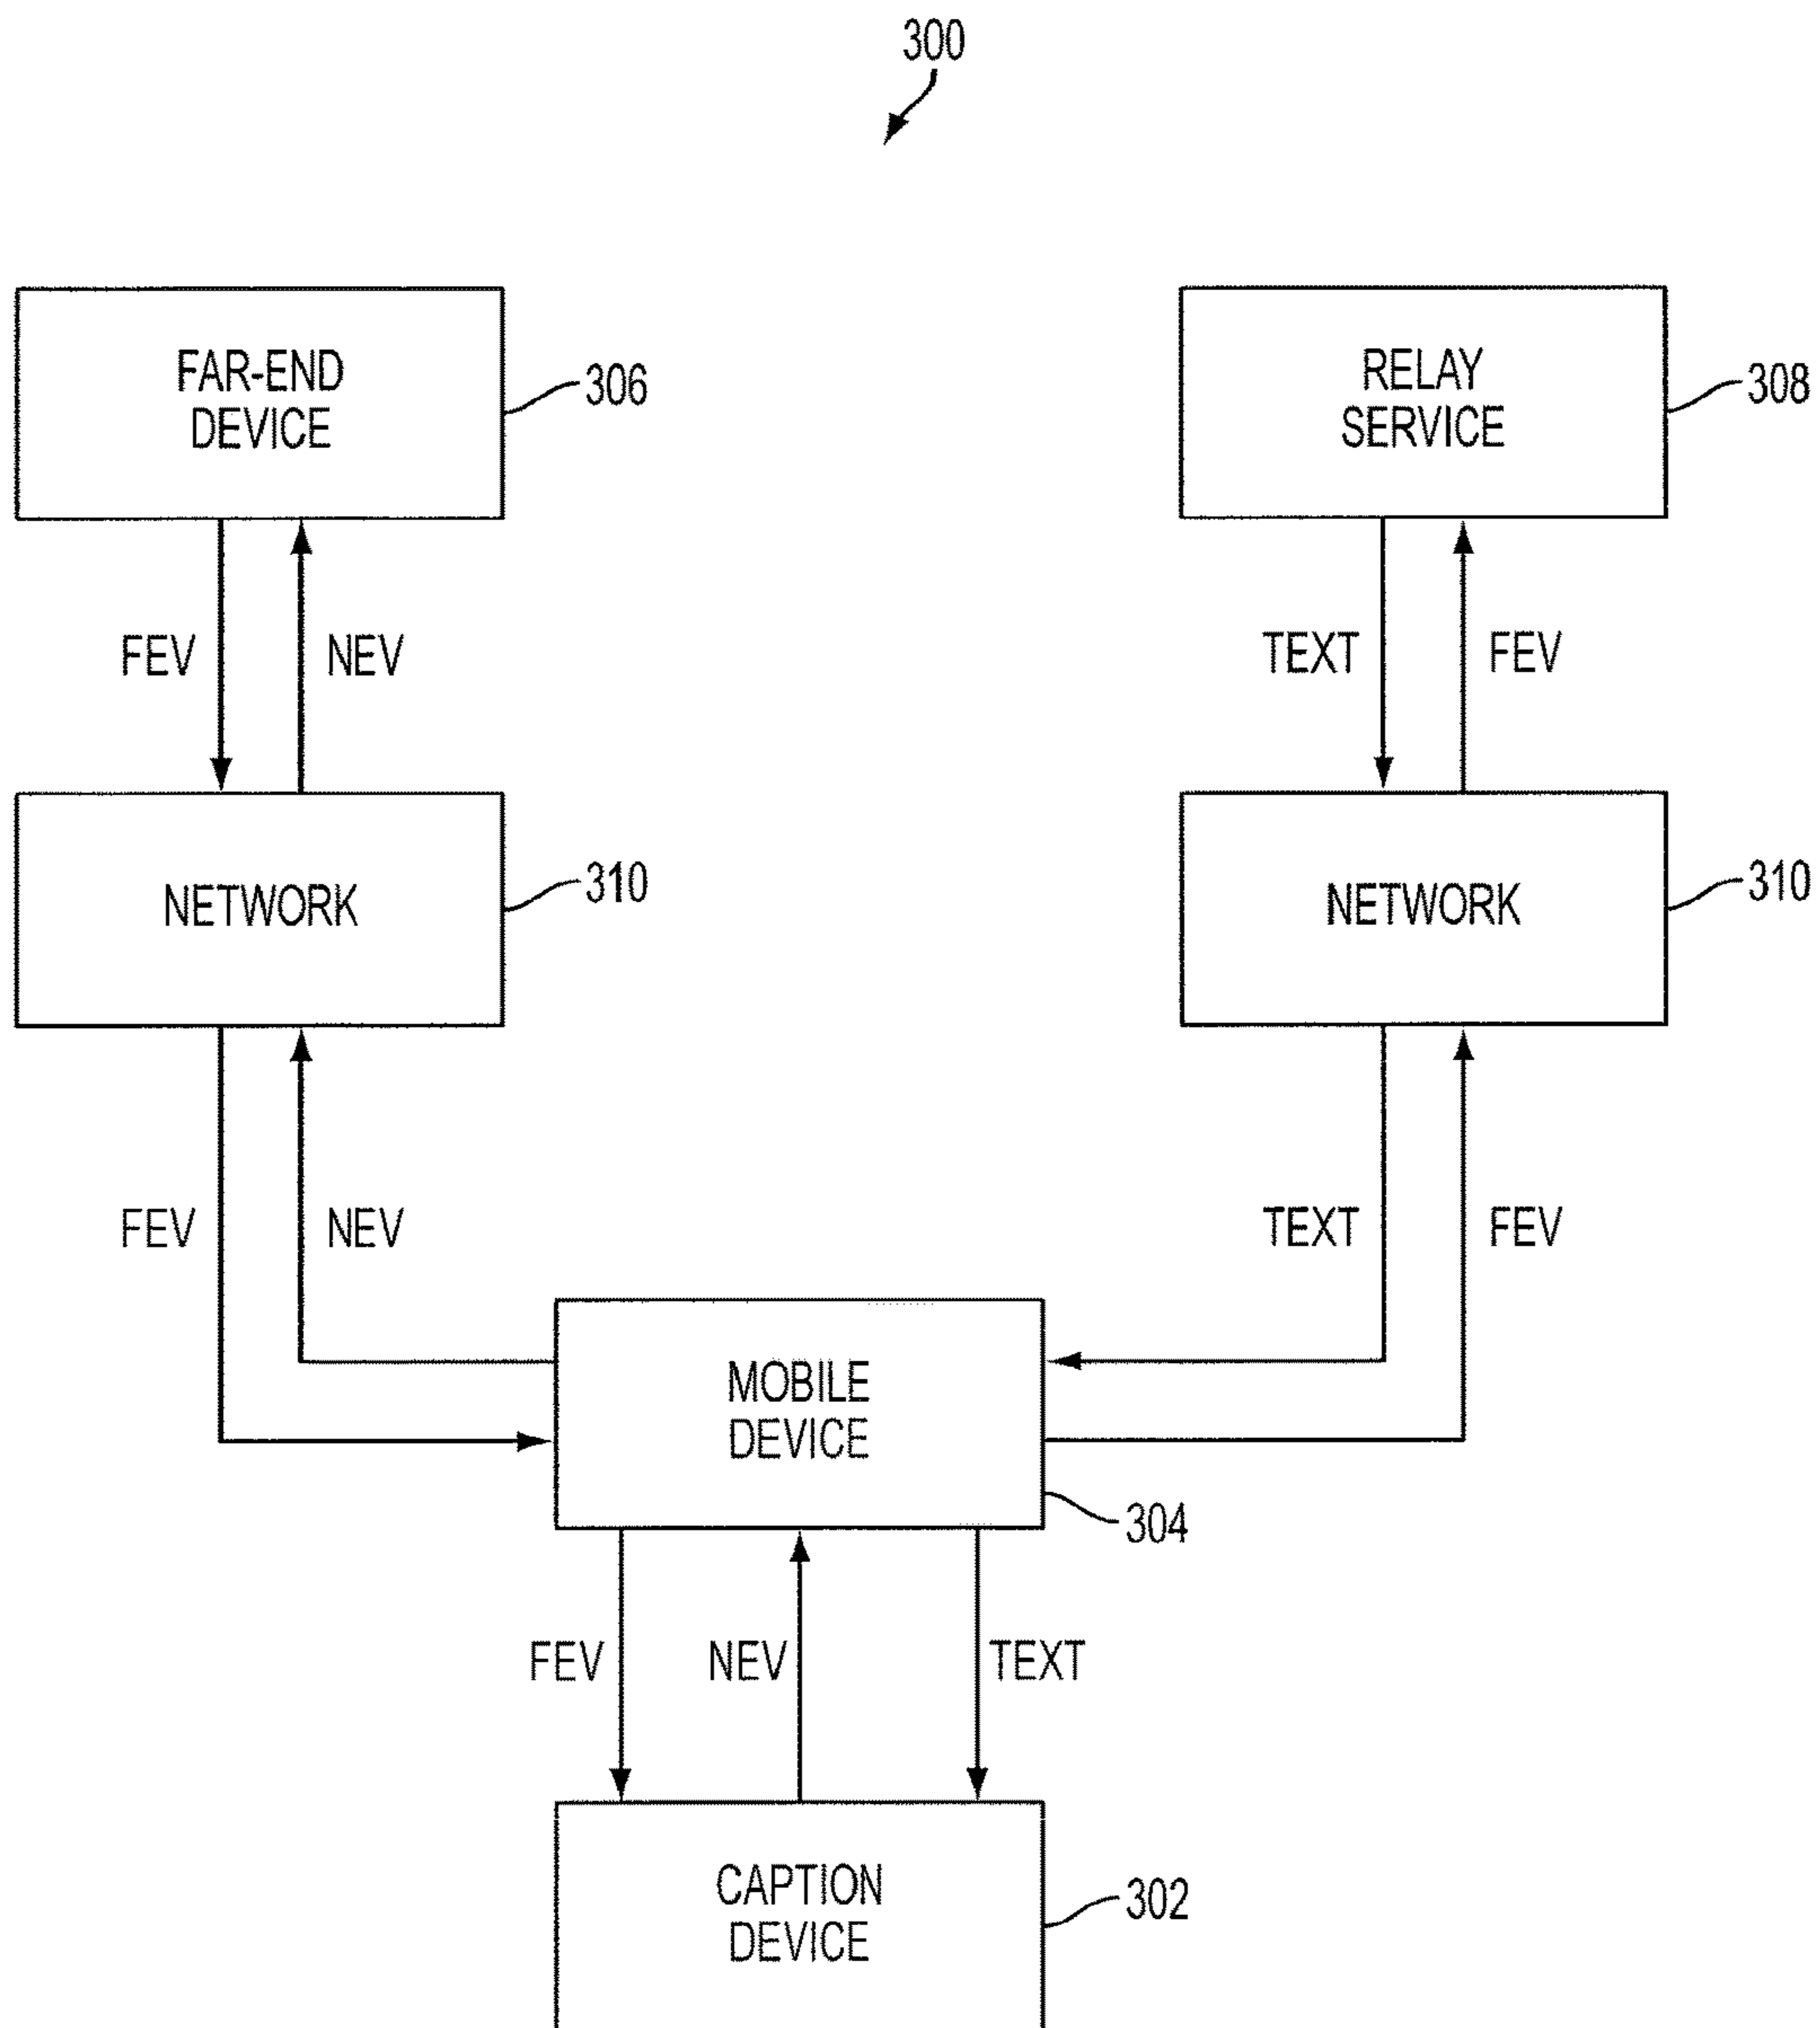 300
FAR-END
DEVICE
306
RELAY
SERVICE
308
FEV
NEV
TEXT
FEV
NETWORK
310
NETWORK
310
FEV
NEV
TEXT
FEV
MOBILE
DEVICE
304
FEV
NEV
TEXT
CAPTION
DEVICE
302